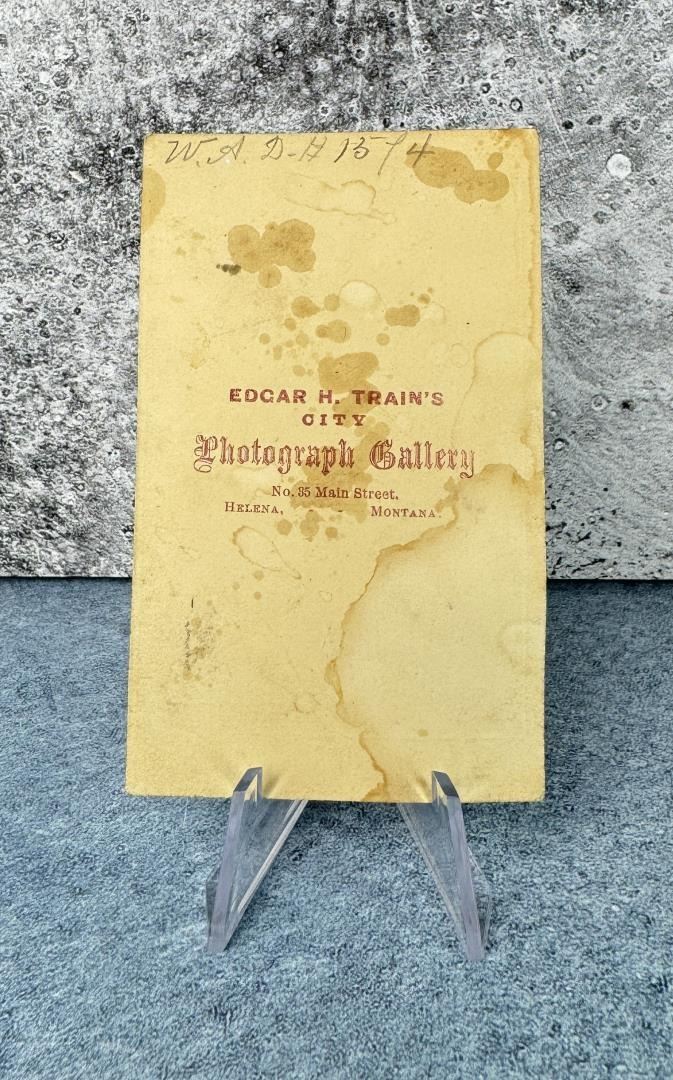 W. A. D-H 1574
EDGAR H. TRAIN'S
CITY
Photograph Gallery
No. 35 Main Street,
HELENA, - - MONTANA.